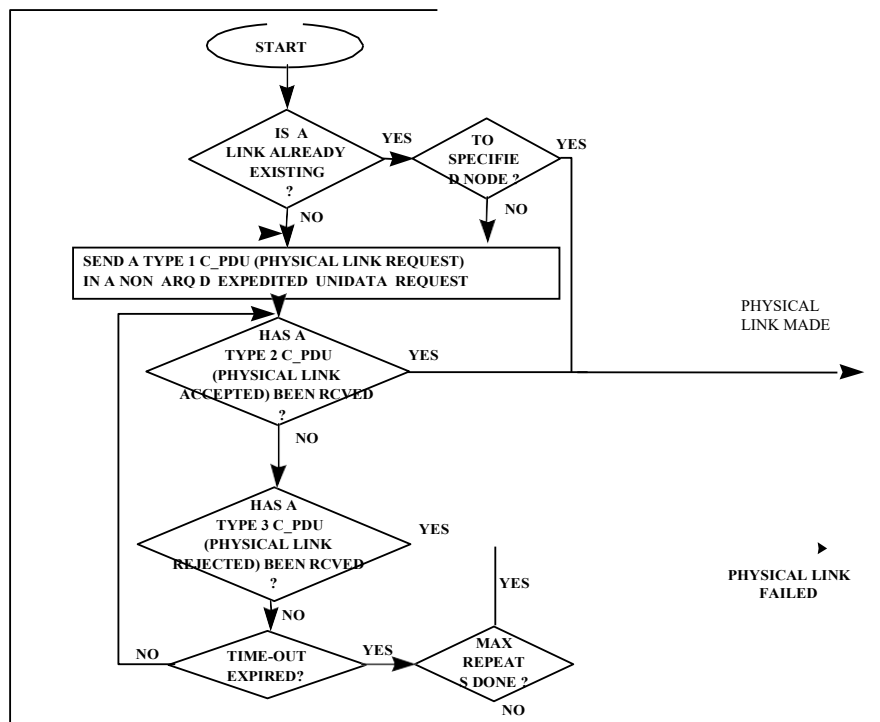 START
IS A
LINK ALREADY
EXISTING
?
YES
TO
SPECIFIE
D NODE ?
YES
NO
NO
SEND A TYPE 1 C_PDU (PHYSICAL LINK REQUEST)
IN A NON ARQ D EXPEDITED UNIDATA REQUEST
PHYSICAL
LINK MADE
HAS A
TYPE 2 C_PDU
(PHYSICAL LINK
ACCEPTED) BEEN RCVED
?
YES
NO
HAS A
TYPE 3 C_PDU
(PHYSICAL LINK
REJECTED) BEEN RCVED
?
YES
NO
PHYSICAL LINK
FAILED
YES
NO
TIME-OUT
EXPIRED?
YES
MAX
REPEAT
S DONE ?
NO